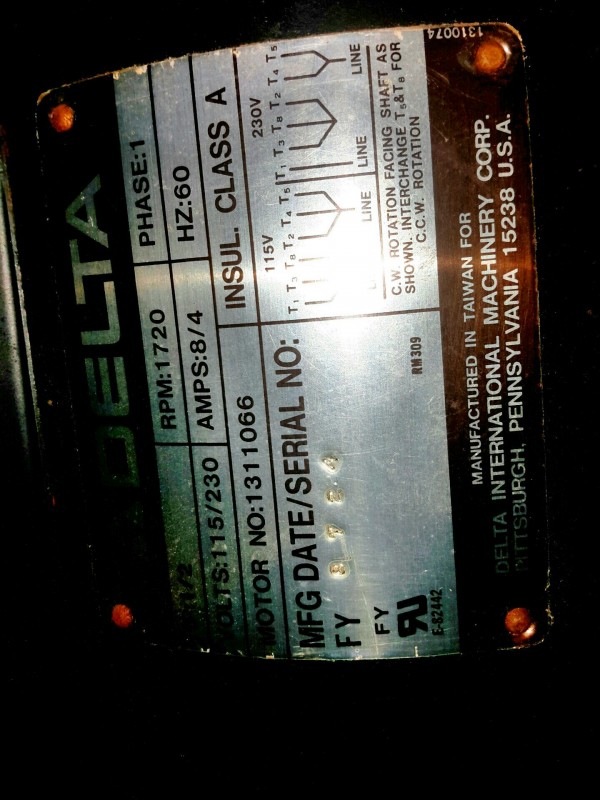 DELTA
1/2 RPM:1720 PHASE:1
VOLTS:115/230 AMPS:8/4 HZ:60
MOTOR NO:1311066 INSUL. CLASS A
MFG DATE/SERIAL NO:
FY
FY
E-82442
RM309
115V 230V
T1 T3 T8 T2 T4 T5 T1 T3 T8 T2 T4 T5
LINE LINE LINE
C.W. ROTATION FACING SHAFT AS
SHOWN. INTERCHANGE T5&T8 FOR
C.C.W. ROTATION
1310074
MANUFACTURED IN TAIWAN FOR
DELTA INTERNATIONAL MACHINERY CORP.
PITTSBURGH, PENNSYLVANIA 15238 U.S.A.